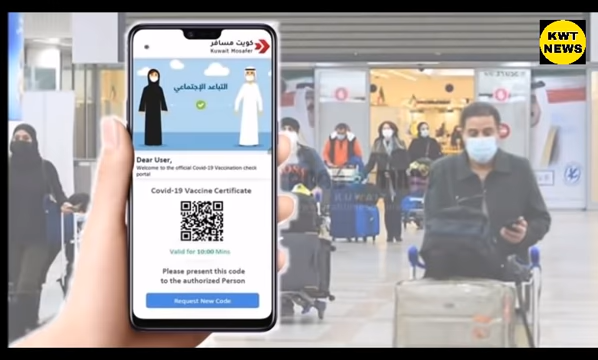 KWT
NEWS
كويت مسافر
Kuwait Mosafer
التباعد الإجتماعي
Dear User,
Welcome to the official Covid-19 Vaccination check
portal
Covid-19 Vaccine Certificate
Valid for 10:00 Mins
Please present this code
to the authorized Person
Request New Code